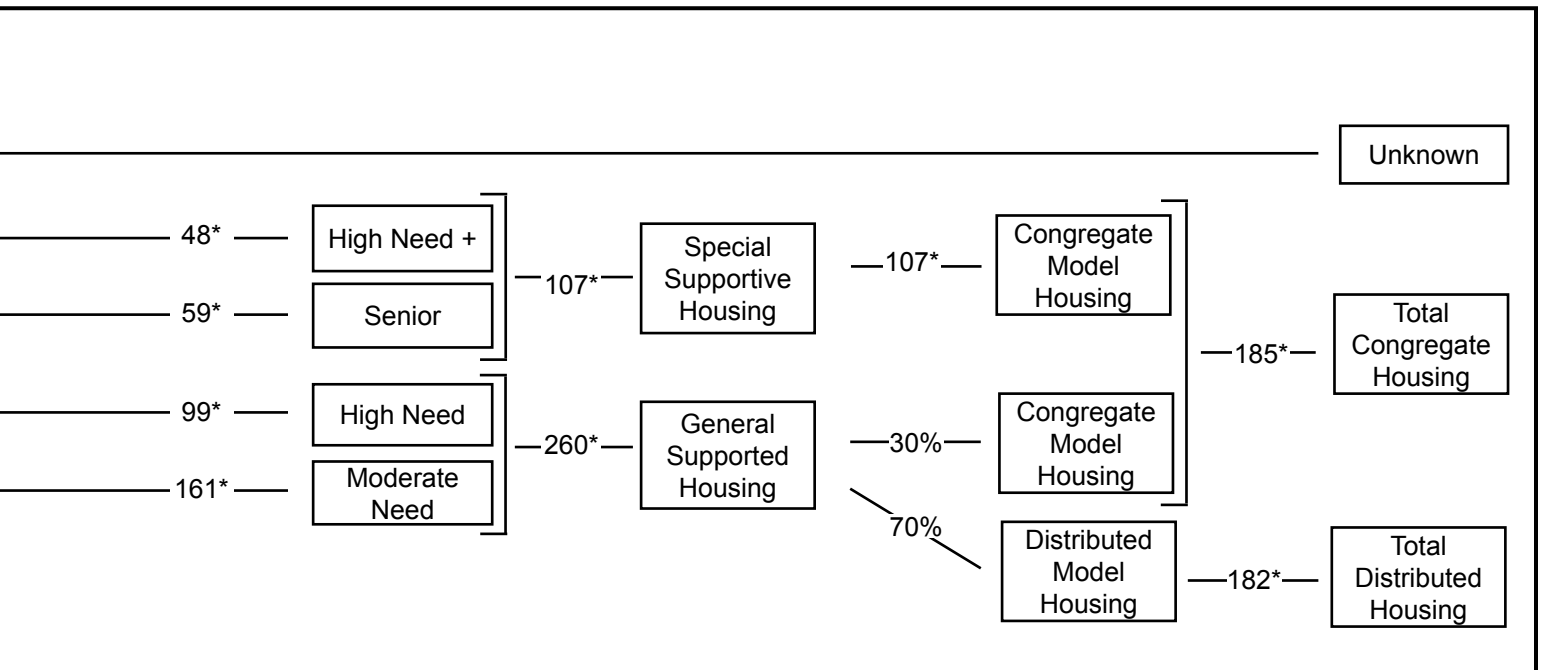 Unknown
48*
High Need +
59*
Senior
107*
Special
Supportive
Housing
107*
Congregate
Model
Housing
99*
High Need
161*
Moderate
Need
260*
General
Supported
Housing
30%
Congregate
Model
Housing
70%
Distributed
Model
Housing
185*
Total
Congregate
Housing
182*
Total
Distributed
Housing